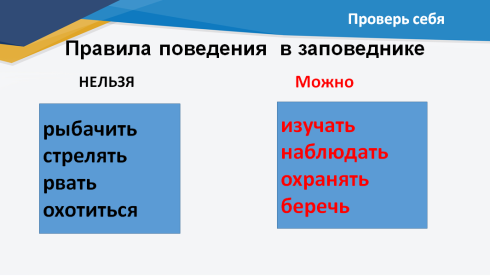 Проверь себя
Правила поведения в заповеднике
НЕЛЬЗЯ
Можно
рыбачить
стрелять
рвать
охотиться
изучать
наблюдать
охранять
беречь